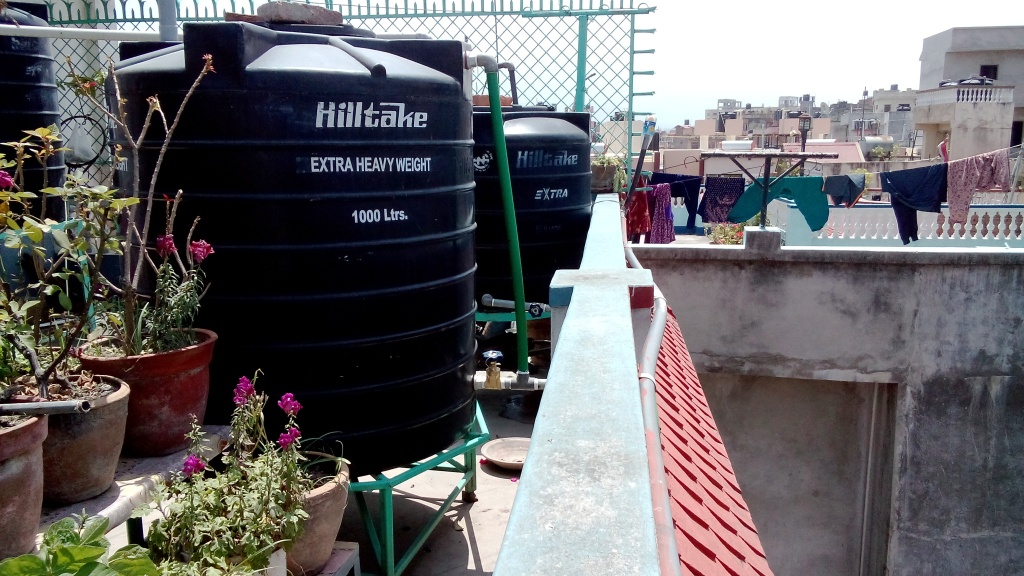 Hilltake
EXTRA HEAVY WEIGHT
1000 Ltrs.
Hilltake
EXTRA